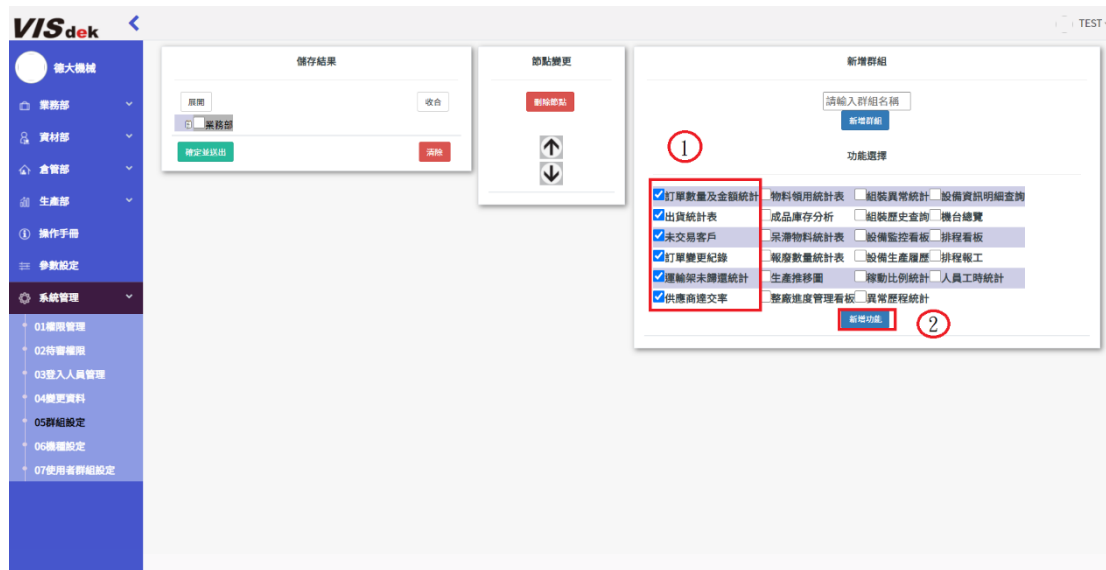 VISdek
TEST
德大機械
業務部
資材部
倉管部
生產部
操作手冊
參數設定
系統管理
01權限管理
02待審權限
03登入人員管理
04變更資料
05群組設定
06機種設定
07使用者群組設定
儲存結果
展開 收合
業務部
確定並送出 清除
節點變更
刪除節點
新增群組
請輸入群組名稱
新增群組
功能選擇
1
訂單數量及金額統計 物料領用統計表 組裝異常統計 設備資訊明細查詢
出貨統計表 成品庫存分析 組裝歷史查詢 機台總覽
未交易客戶 呆滯物料統計表 設備監控看板 排程看板
訂單變更紀錄 報廢數量統計表 設備生產履歷 排程報工
運輸架未歸還統計 生產推移圖 稼動比例統計 人員工時統計
供應商達交率 整廠進度管理看板 異常歷程統計
新增功能 2